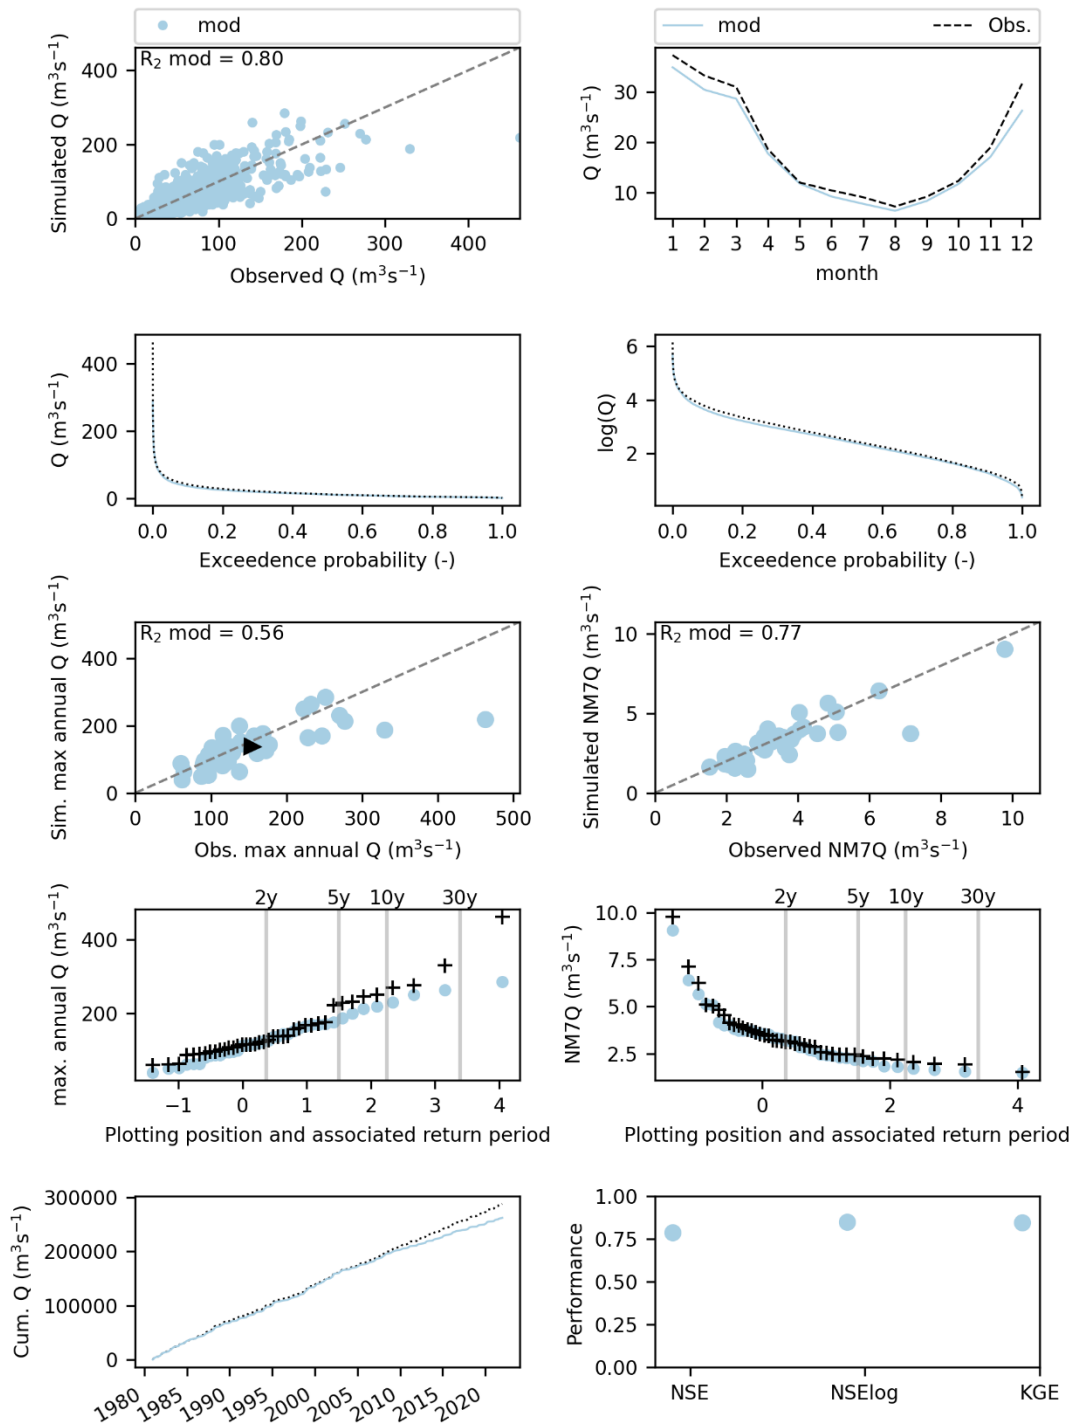 mod
R₂ mod = 0.80
Simulated Q (m³s⁻¹)
400
200
0
0 100 200 300 400
Observed Q (m³s⁻¹)
mod Obs.
Q (m³s⁻¹)
30
20
10
1 2 3 4 5 6 7 8 9 10 11 12
month
Q (m³s⁻¹)
400
200
0
0.0 0.2 0.4 0.6 0.8 1.0
Exceedence probability (-)
log(Q)
6
4
2
0.0 0.2 0.4 0.6 0.8 1.0
Exceedence probability (-)
Sim. max annual Q (m³s⁻¹)
R₂ mod = 0.56
400
200
0
0 100 200 300 400 500
Obs. max annual Q (m³s⁻¹)
Simulated NM7Q (m³s⁻¹)
R₂ mod = 0.77
10
5
0
0 2 4 6 8 10
Observed NM7Q (m³s⁻¹)
max. annual Q (m³s⁻¹)
2y 5y 10y 30y
400
200
−1 0 1 2 3 4
Plotting position and associated return period
NM7Q (m³s⁻¹)
2y 5y 10y 30y
10.0
7.5
5.0
2.5
0 2 4
Plotting position and associated return period
Cum. Q (m³s⁻¹)
300000
200000
100000
0
1980 1985 1990 1995 2000 2005 2010 2015 2020
Performance
1.00
0.75
0.50
0.25
0.00
NSE NSElog KGE